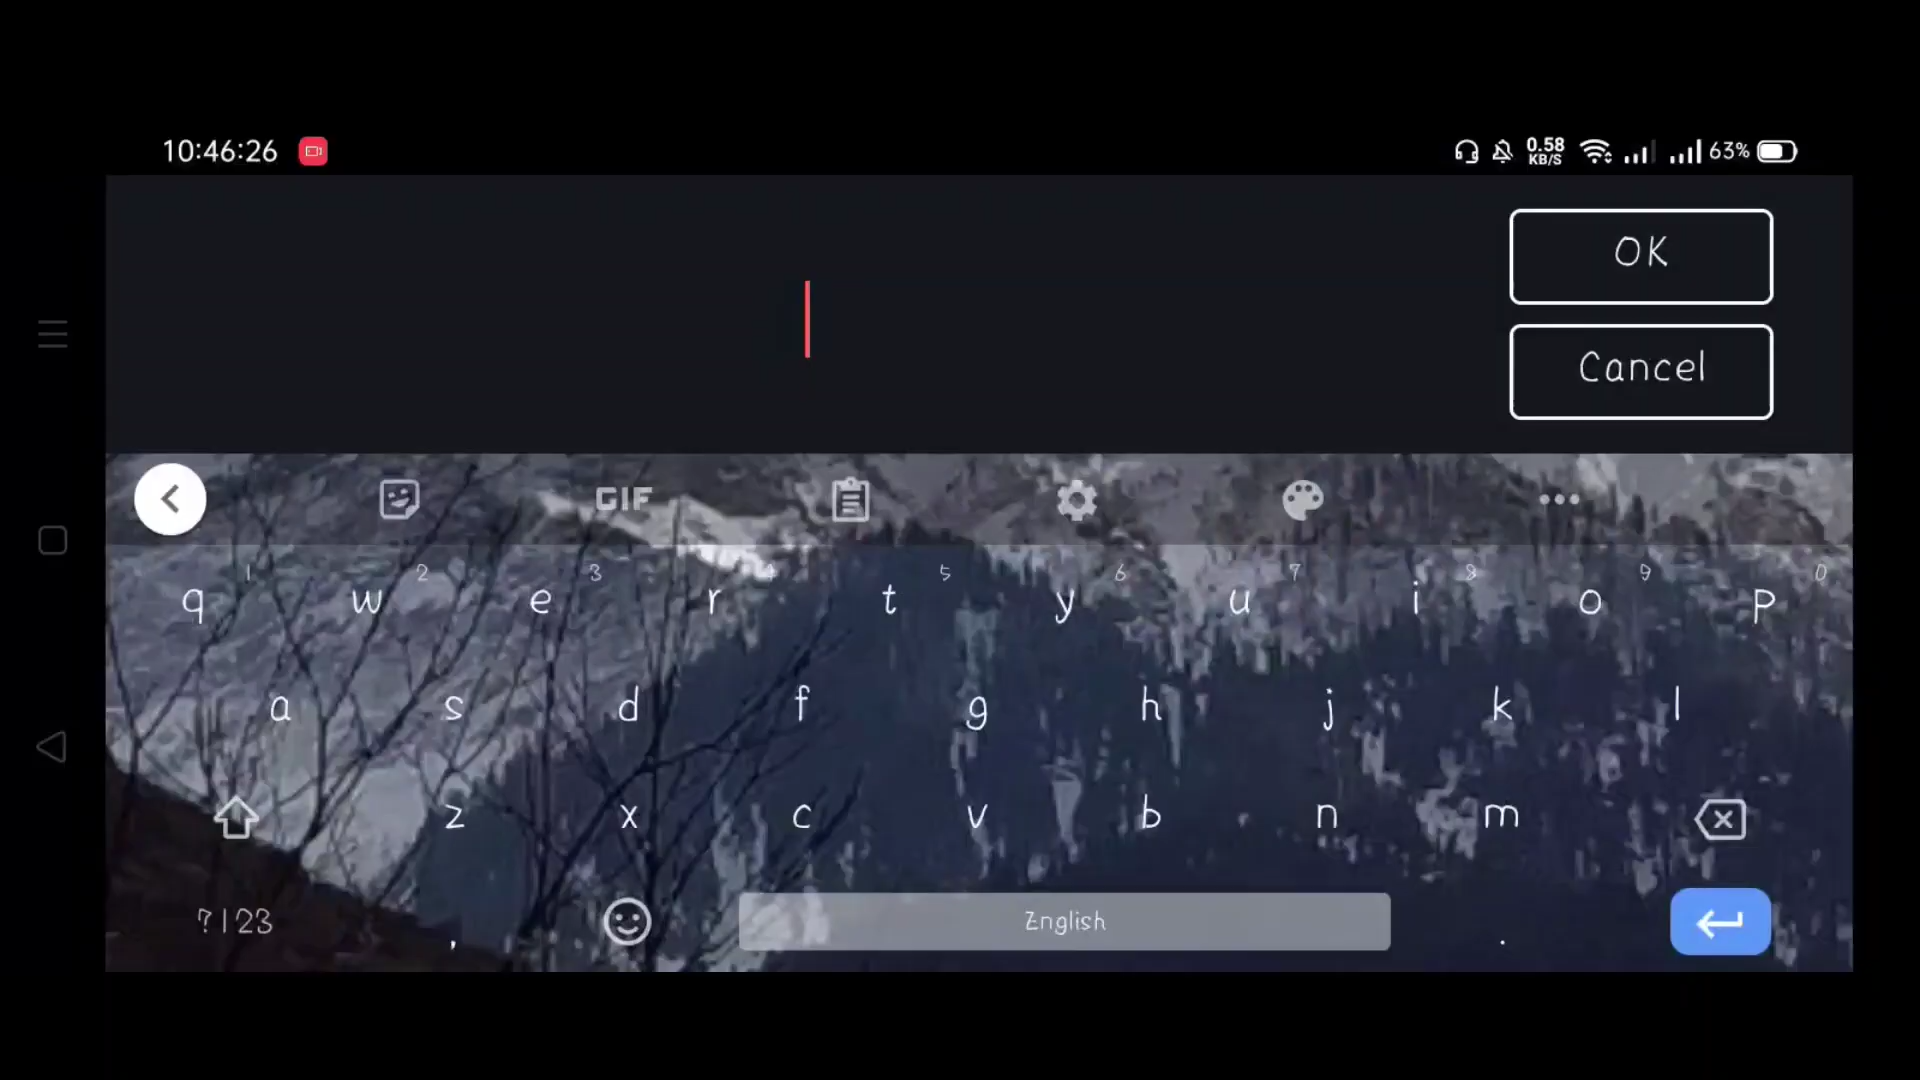 10:46:26 0.58 KB/S 63%
OK
Cancel
GIF
1 2 3 4 5 6 7 8 9 0
q w e r t y u i o p
a s d f g h j k l
z x c v b n m
?123 , English .